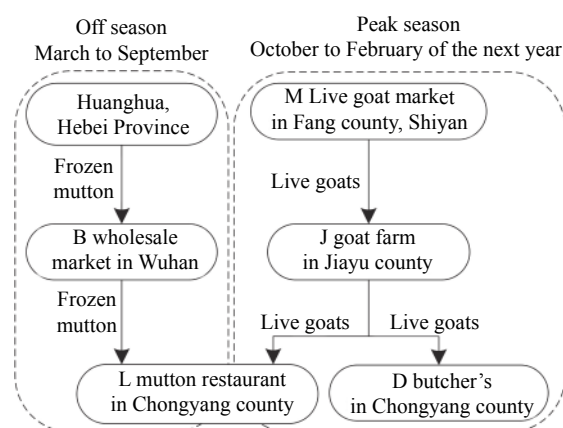 Off season
March to September
Peak season
October to February of the next year
Huanghua,
Hebei Province
M Live goat market
in Fang county, Shiyan
Frozen
mutton
Live goats
B wholesale
market in Wuhan
J goat farm
in Jiayu county
Frozen
mutton
Live goats
Live goats
L mutton restaurant
in Chongyang county
D butcher's
in Chongyang county